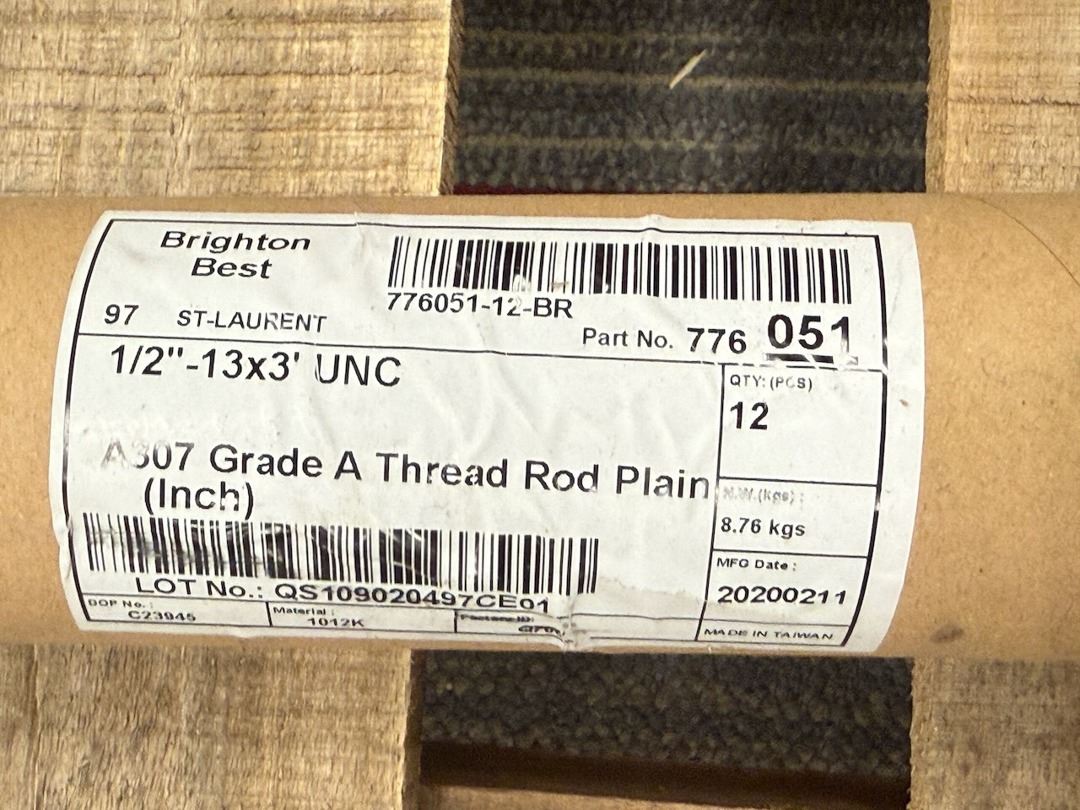 Brighton
Best
776051-12-BR
97 ST-LAURENT
Part No. 776 051
1/2"-13x3' UNC
QTY: (PCS)
12
A307 Grade A Thread Rod Plain
(Inch)
N.W.(kgs) :
8.76 kgs
MFG Date :
20200211
LOT No.: QS109020497CE01
DOP No. :
C23945
Material :
1012K
Factory ID:
MADE IN TAIWAN